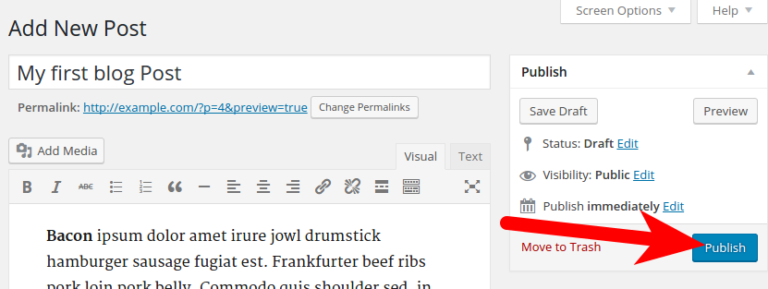 Screen Options Help
Add New Post
My first blog Post
Permalink: http://example.com/?p=4&preview=true Change Permalinks
Add Media
Visual Text
B I ABC
Bacon ipsum dolor amet irure jowl drumstick
hamburger sausage fugiat est. Frankfurter beef ribs
pork loin pork belly. Commodo quis shoulder sed, in
Publish
Save Draft Preview
Status: Draft Edit
Visibility: Public Edit
Publish immediately Edit
Move to Trash Publish